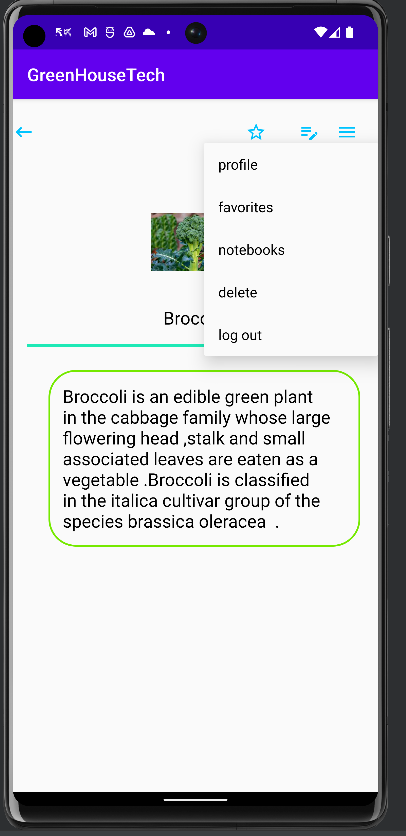 GreenHouseTech
profile
favorites
notebooks
delete
log out
Broccoli is an edible green plant
in the cabbage family whose large
flowering head ,stalk and small
associated leaves are eaten as a
vegetable .Broccoli is classified
in the italica cultivar group of the
species brassica oleracea  .